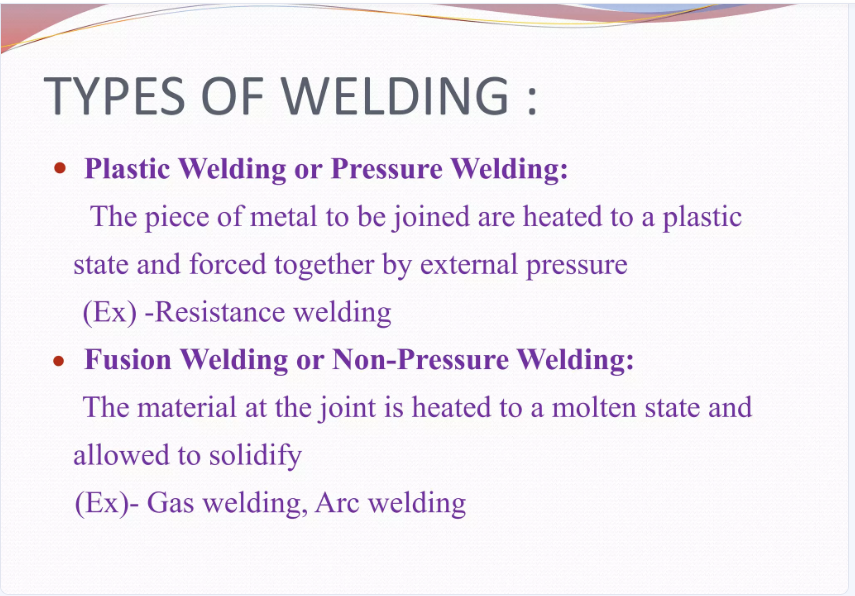 TYPES OF WELDING :
• Plastic Welding or Pressure Welding:
The piece of metal to be joined are heated to a plastic
state and forced together by external pressure
(Ex) -Resistance welding
• Fusion Welding or Non-Pressure Welding:
The material at the joint is heated to a molten state and
allowed to solidify
(Ex)- Gas welding, Arc welding